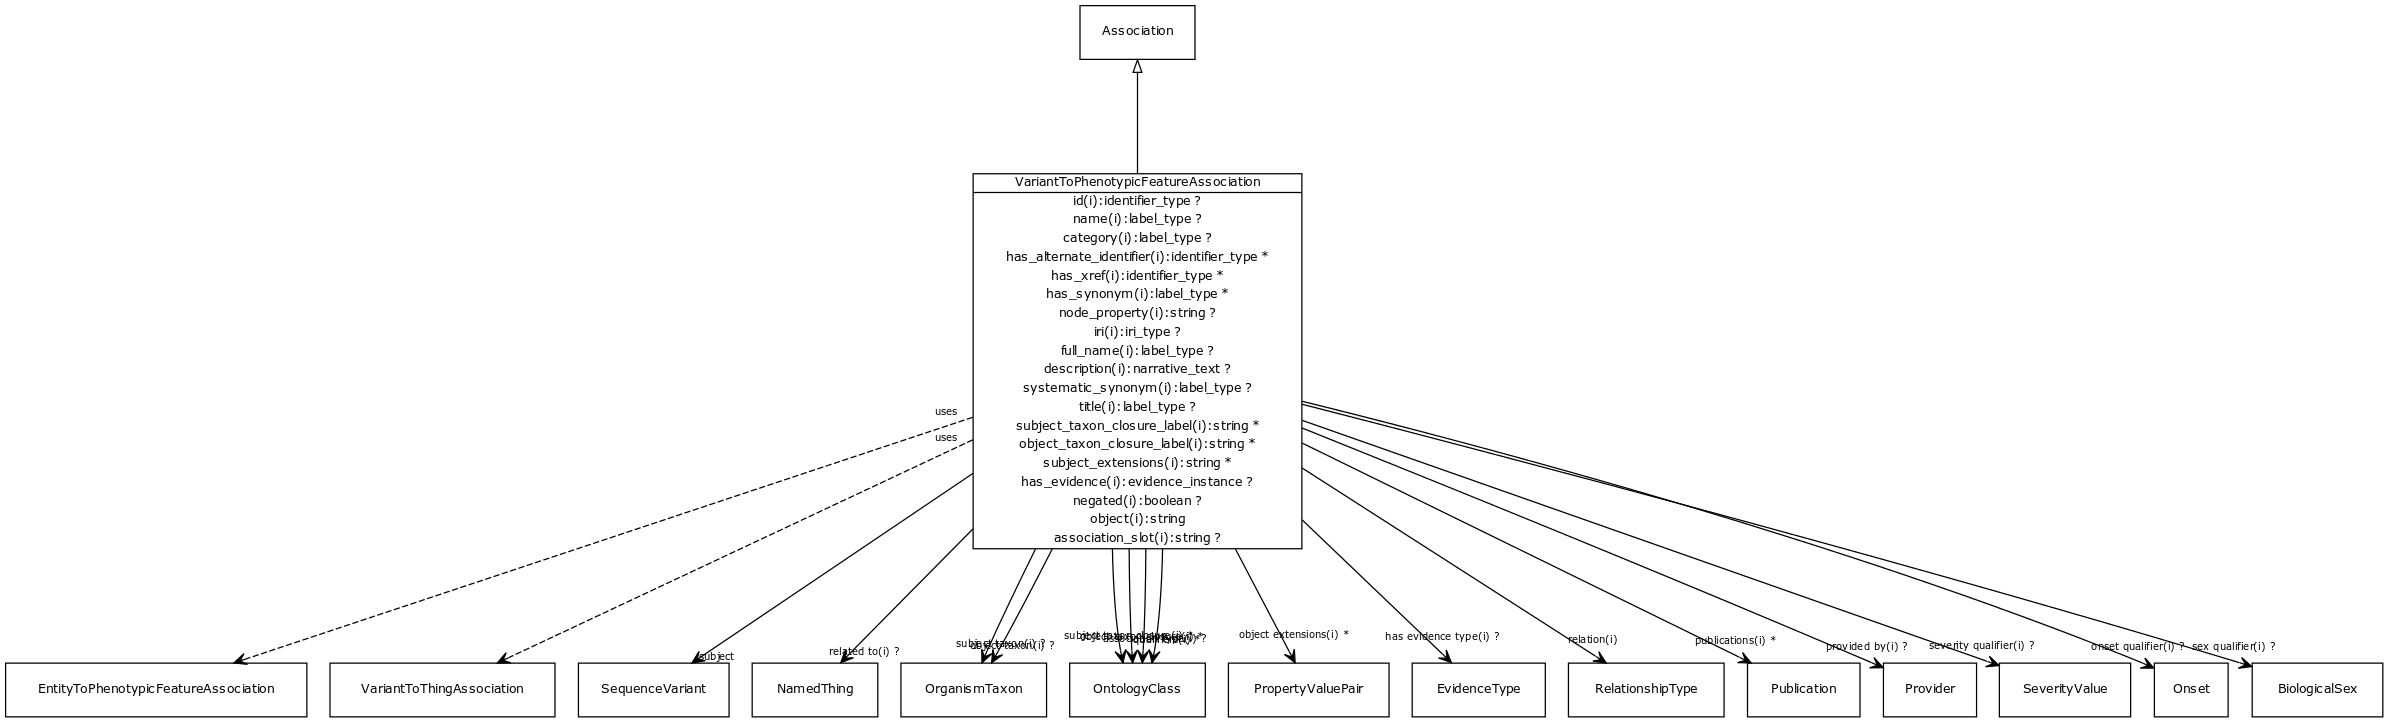 Association
VariantToPhenotypicFeatureAssociation
id(i):identifier_type ?
name(i):label_type ?
category(i):label_type ?
has_alternate_identifier(i):identifier_type *
has_xref(i):identifier_type *
has_synonym(i):label_type *
node_property(i):string ?
iri(i):iri_type ?
full_name(i):label_type ?
description(i):narrative_text ?
systematic_synonym(i):label_type ?
title(i):label_type ?
subject_taxon_closure_label(i):string *
object_taxon_closure_label(i):string *
subject_extensions(i):string *
has_evidence(i):evidence_instance ?
negated(i):boolean ?
object(i):string
association_slot(i):string ?
uses
uses
subject
related to(i) ?
subject taxon(i) ?
object taxon(i) ?
object extensions(i) *
has evidence type(i) ?
relation(i)
publications(i) *
provided by(i) ?
severity qualifier(i) ?
onset qualifier(i) ?
sex qualifier(i) ?
EntityToPhenotypicFeatureAssociation
VariantToThingAssociation
SequenceVariant
NamedThing
OrganismTaxon
OntologyClass
PropertyValuePair
EvidenceType
RelationshipType
Publication
Provider
SeverityValue
Onset
BiologicalSex